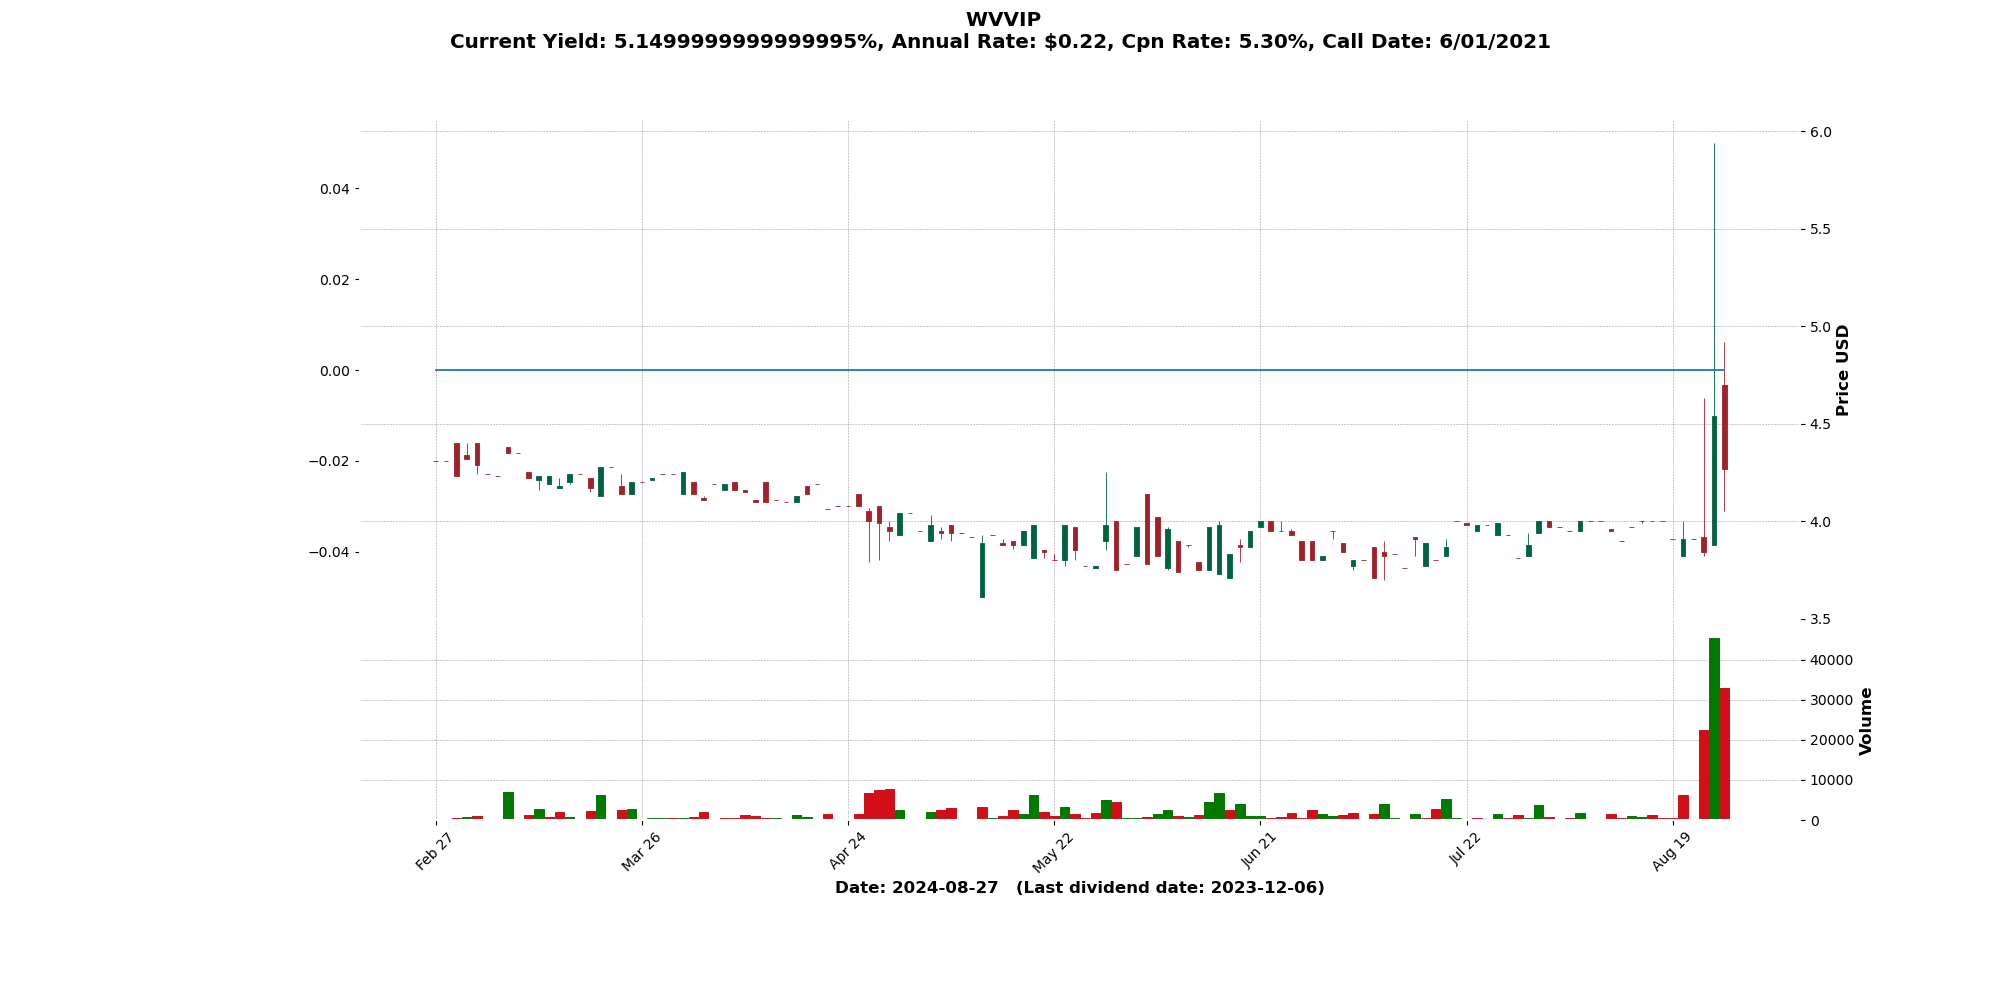 WVVIP
Current Yield: 5.1499999999999995%, Annual Rate: $0.22, Cpn Rate: 5.30%, Call Date: 6/01/2021
0.04
0.02
0.00
−0.02
−0.04
6.0
5.5
5.0
4.5
4.0
3.5
Price USD
40000
30000
20000
10000
0
Volume
Feb 27
Mar 26
Apr 24
May 22
Jun 21
Jul 22
Aug 19
Date: 2024-08-27   (Last dividend date: 2023-12-06)